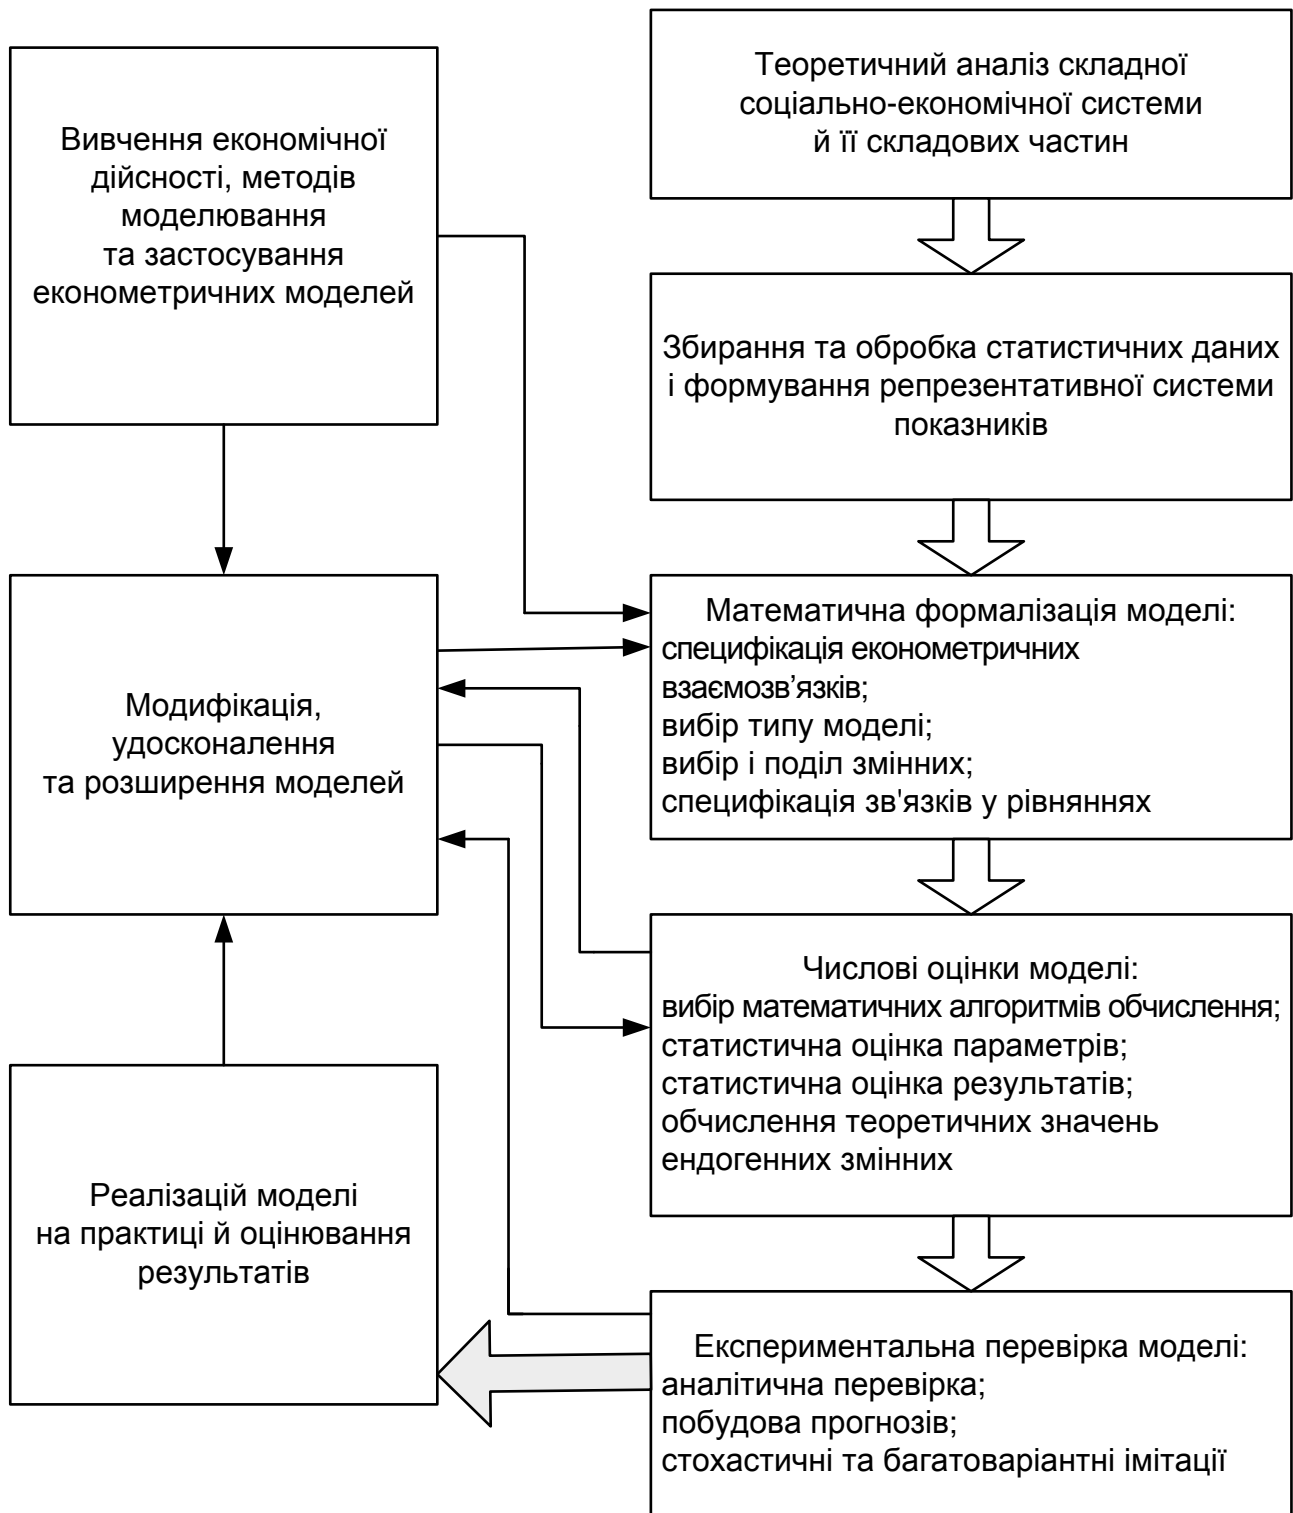 Вивчення економічної
дійсності, методів
моделювання
та застосування
економетричних моделей
Теоретичний аналіз складної
соціально-економічної системи
й її складових частин
Збирання та обробка статистичних даних
і формування репрезентативної системи
показників
Модифікація,
удосконалення
та розширення моделей
Математична формалізація моделі:
специфікація економетричних
взаємозв’язків;
вибір типу моделі;
вибір і поділ змінних;
специфікація зв'язків у рівняннях
Числові оцінки моделі:
вибір математичних алгоритмів обчислення;
статистична оцінка параметрів;
статистична оцінка результатів;
обчислення теоретичних значень
ендогенних змінних
Реалізацій моделі
на практиці й оцінювання
результатів
Експериментальна перевірка моделі:
аналітична перевірка;
побудова прогнозів;
стохастичні та багатоваріантні імітації